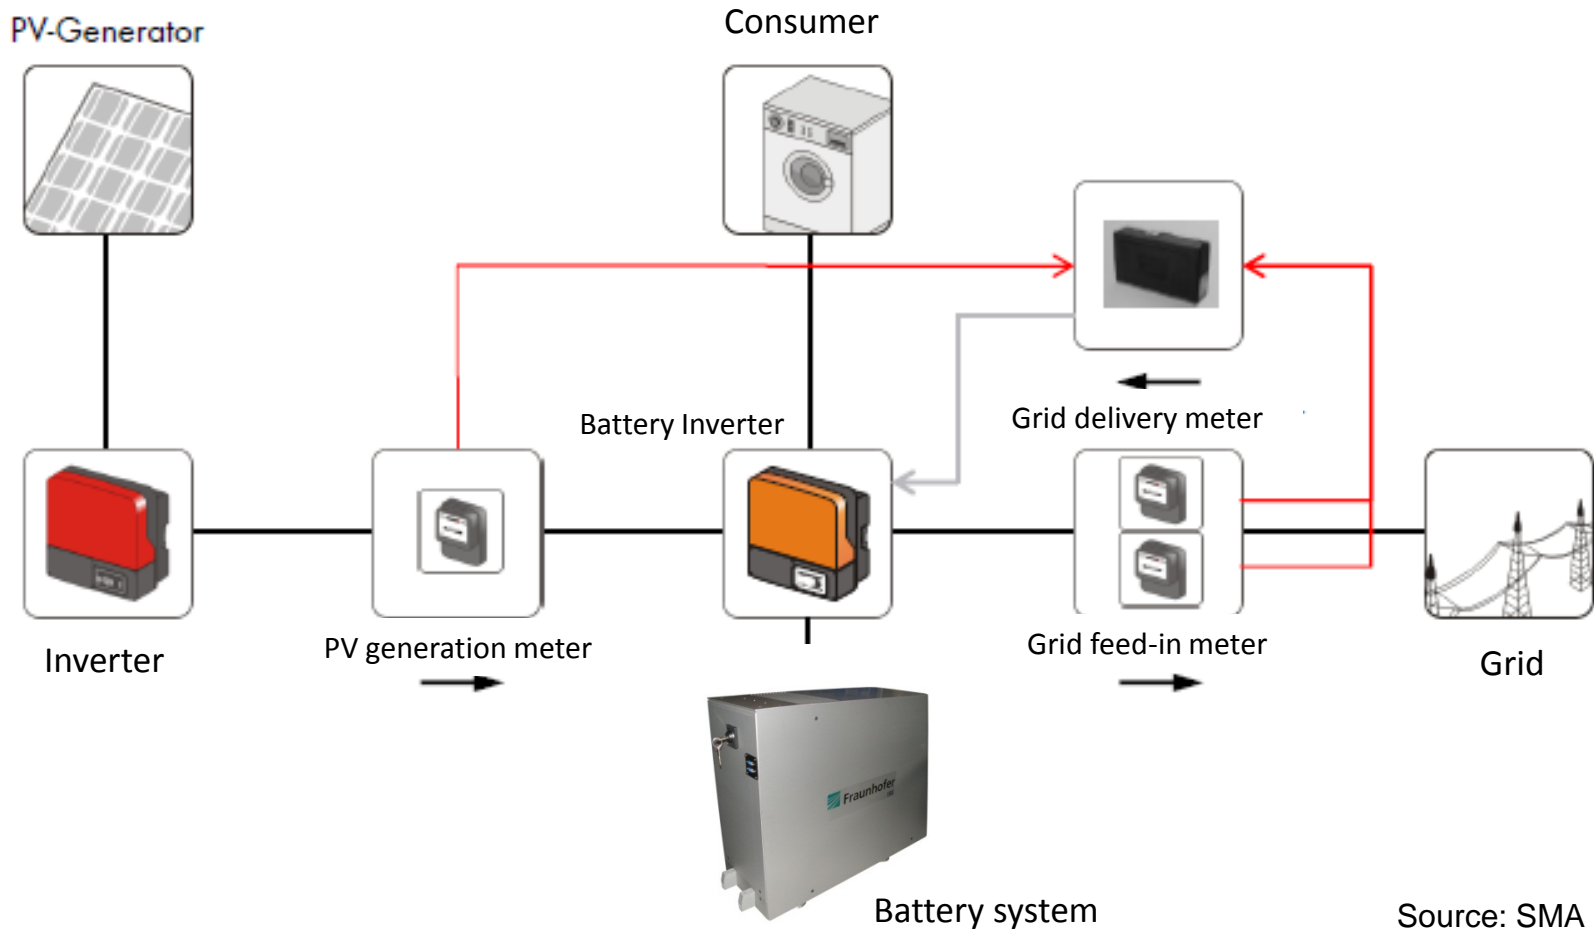 PV-Generator
Consumer
Battery Inverter
Grid delivery meter
Inverter
PV generation meter
Grid feed-in meter
Grid
Fraunhofer
Battery system
Source: SMA